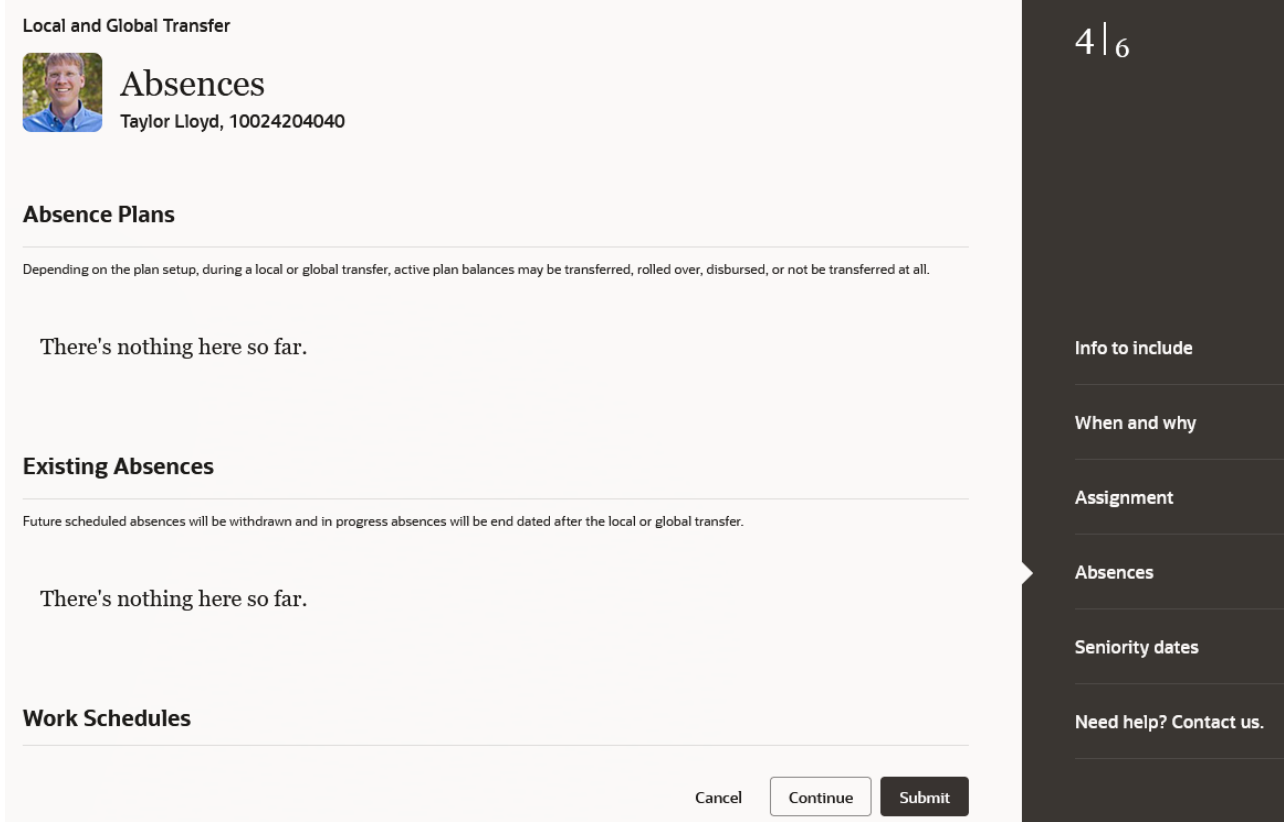 Local and Global Transfer
Absences
Taylor Lloyd, 10024204040
Absence Plans
Depending on the plan setup, during a local or global transfer, active plan balances may be transferred, rolled over, disbursed, or not be transferred at all.
There's nothing here so far.
Existing Absences
Future scheduled absences will be withdrawn and in progress absences will be end dated after the local or global transfer.
There's nothing here so far.
Work Schedules
Cancel Continue Submit
4 | 6
Info to include
When and why
Assignment
Absences
Seniority dates
Need help? Contact us.